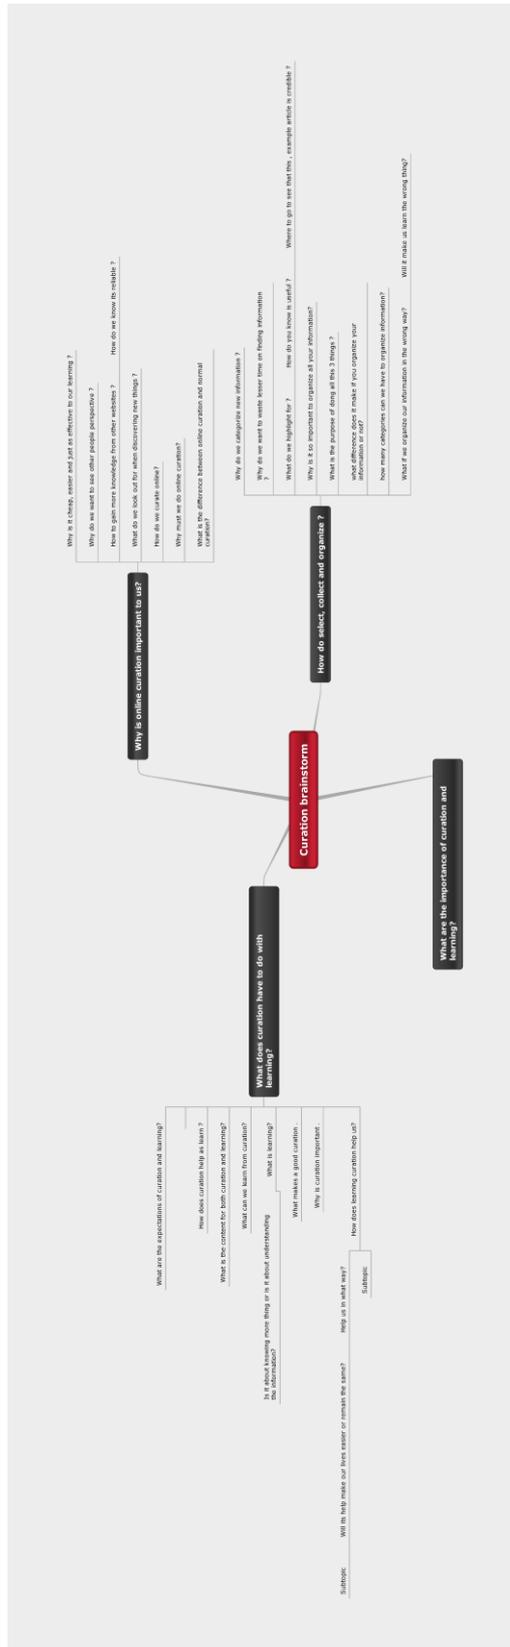 Curation brainstorm
Why is online curation important to us?
Why is it cheap, easier and just as effective to our learning ?
Why do we want to see other people perspective ?
How to gain more knowledge from other websites ?
How do we know its reliable ?
What do we look out for when discovering new things ?
How do we curate online?
Why must we do online curation?
What is the difference between online curation and normal
curation?
How do select, collect and organize ?
Why do we categorize new information ?
Why do we want to waste lesser time on finding information
?
What do we highlight for ?
How do you know is useful ?
Where to go to see that this , example article is credible ?
Why is it so important to organize all your information?
What is the purpose of dong all this 3 things ?
what difference does it make if you organize your
information or not?
how many categories can we have to organize information?
What if we organize our information in the wrong way?
Will it make us learn the wrong thing?
What are the importance of curation and
learning?
What does curation have to do with
learning?
What are the expectations of curation and learning?
How does curation help as learn ?
What is the content for both curation and learning?
What can we learn from curation?
What is learning?
Is it about knowing more thing or is it about understanding
the information?
What makes a good curation .
Why is curation important .
How does learning curation help us?
Help us in what way?
Will its help make our lives easier or remain the same?
Subtopic
Subtopic